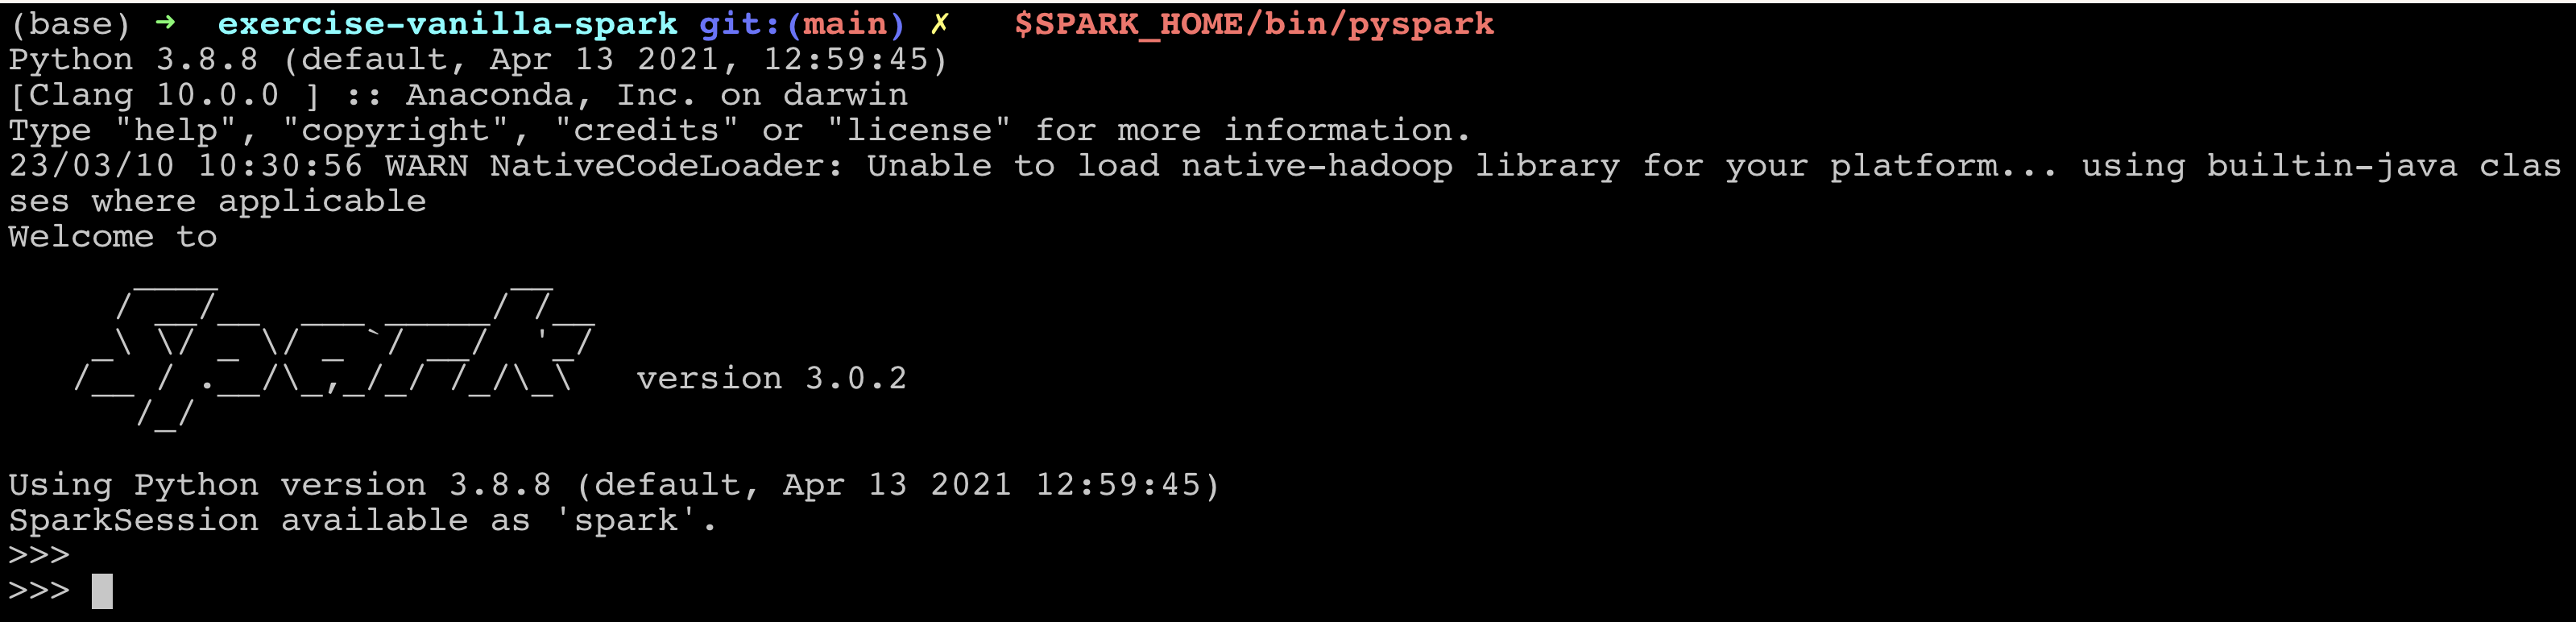 (base) ➜  exercise-vanilla-spark git:(main) ✗   $SPARK_HOME/bin/pyspark
Python 3.8.8 (default, Apr 13 2021, 12:59:45)
[Clang 10.0.0 ] :: Anaconda, Inc. on darwin
Type "help", "copyright", "credits" or "license" for more information.
23/03/10 10:30:56 WARN NativeCodeLoader: Unable to load native-hadoop library for your platform... using builtin-java clas
ses where applicable
Welcome to
      ____              __
     / __/__  ___ _____/ /__
    _\ \/ _ \/ _ `/ __/  '_/
   /__ / .__/\_,_/_/ /_/\_\   version 3.0.2
      /_/
Using Python version 3.8.8 (default, Apr 13 2021 12:59:45)
SparkSession available as 'spark'.
>>>
>>>